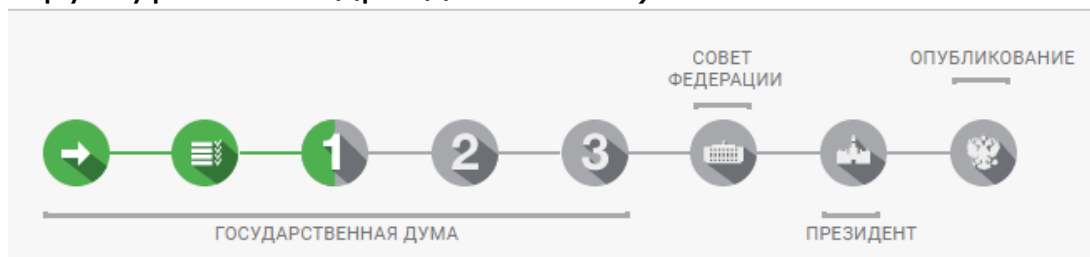 СОВЕТ
ФЕДЕРАЦИИ
ОПУБЛИКОВАНИЕ
1
2
3
ГОСУДАРСТВЕННАЯ ДУМА
ПРЕЗИДЕНТ